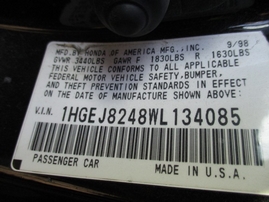 MFD.BY HONDA OF AMERICA MFG.,INC. 9/98
GVWR 3440LBS GAWR F 1830LBS R 1630LBS
THIS VEHICLE CONFORMS TO ALL APPLICABLE
FEDERAL MOTOR VEHICLE SAFETY,BUMPER,
AND THEFT PREVENTION STANDARDS IN EFFECT
ON THE DATE OF MANUFACTURE SHOWN ABOVE.
V.I.N. 1HGEJ8248WL134085
PASSENGER CAR MADE IN U.S.A.